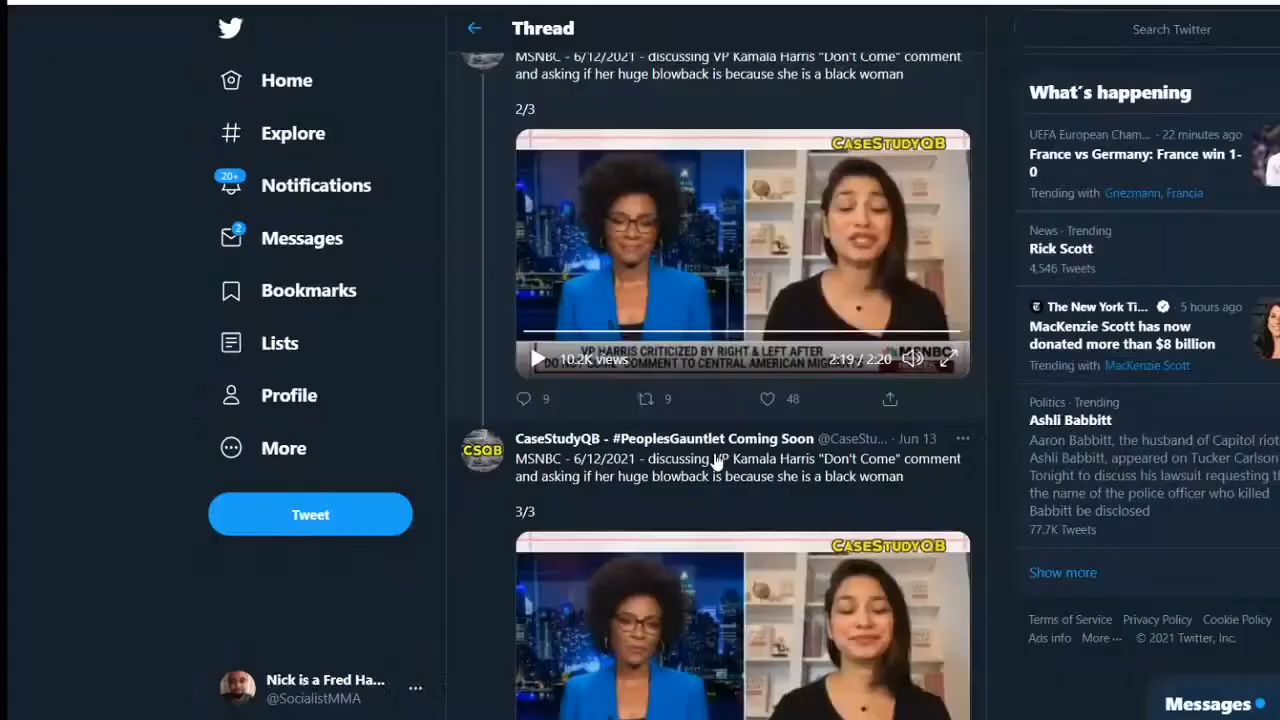 Home
Explore
20+
Notifications
2
Messages
Bookmarks
Lists
Profile
More
Tweet
Nick is a Fred Ha...
@SocialistMMA
Thread
MSNBC - 6/12/2021 - discussing VP Kamala Harris "Don't Come" comment
and asking if her huge blowback is because she is a black woman
2/3
CASESTUDYQB
VP HARRIS CRITICIZED BY RIGHT & LEFT AFTER
MSNBC
10.2K views
2:19 / 2:20
9
9
48
CSQB
CaseStudyQB - #PeoplesGauntlet Coming Soon @CaseStu... · Jun 13
MSNBC - 6/12/2021 - discussing VP Kamala Harris "Don't Come" comment
and asking if her huge blowback is because she is a black woman
3/3
CASESTUDYQB
Search Twitter
What's happening
UEFA European Cham... · 22 minutes ago
France vs Germany: France win 1-
0
Trending with Griezmann, Francia
News · Trending
Rick Scott
4,546 Tweets
The New York Ti... · 5 hours ago
MacKenzie Scott has now
donated more than $8 billion
Trending with MacKenzie Scott
Politics · Trending
Ashli Babbitt
Aaron Babbitt, the husband of Capitol riot
Ashli Babbitt, appeared on Tucker Carlson
Tonight to discuss his lawsuit requesting t
the name of the police officer who killed
Babbitt be disclosed
77.7K Tweets
Show more
Terms of Service Privacy Policy Cookie Policy
Ads info More ··· © 2021 Twitter, Inc.
Messages